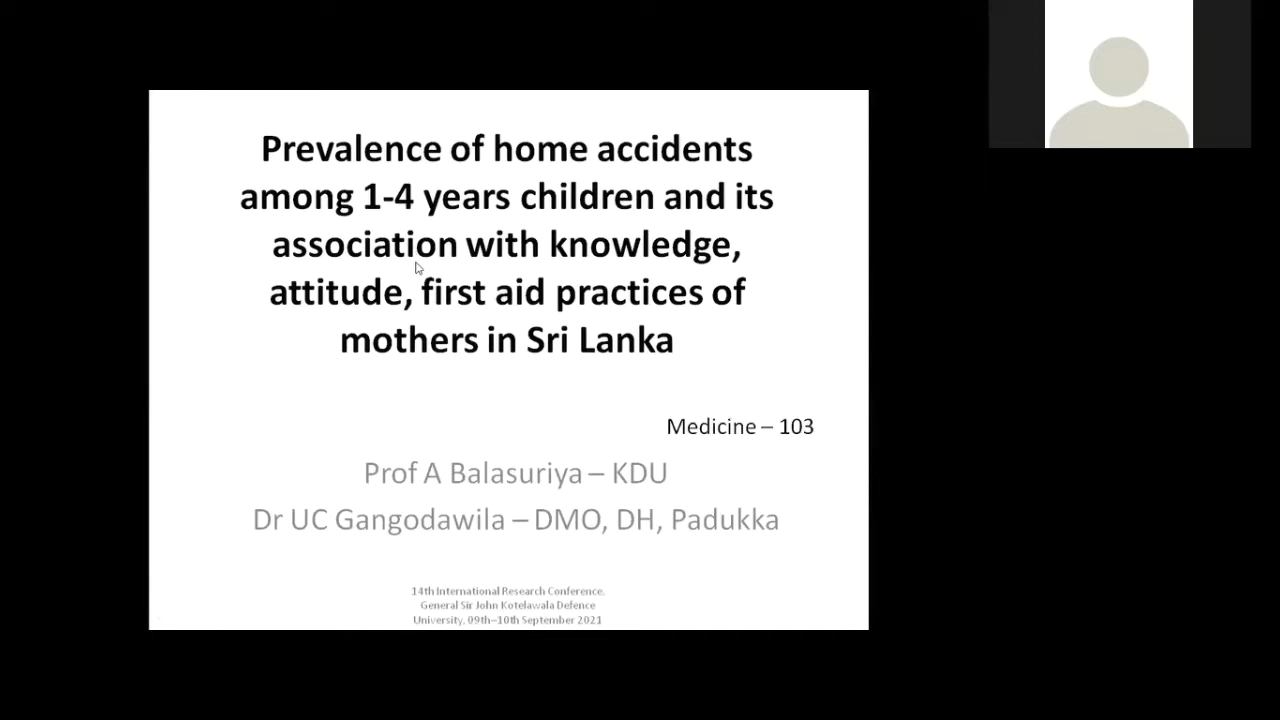 Prevalence of home accidents
among 1-4 years children and its
association with knowledge,
attitude, first aid practices of
mothers in Sri Lanka
Medicine – 103
Prof A Balasuriya – KDU
Dr UC Gangodawila – DMO, DH, Padukka
14th International Research Conference,
General Sir John Kotelawala Defence
University, 09th–10th September 2021